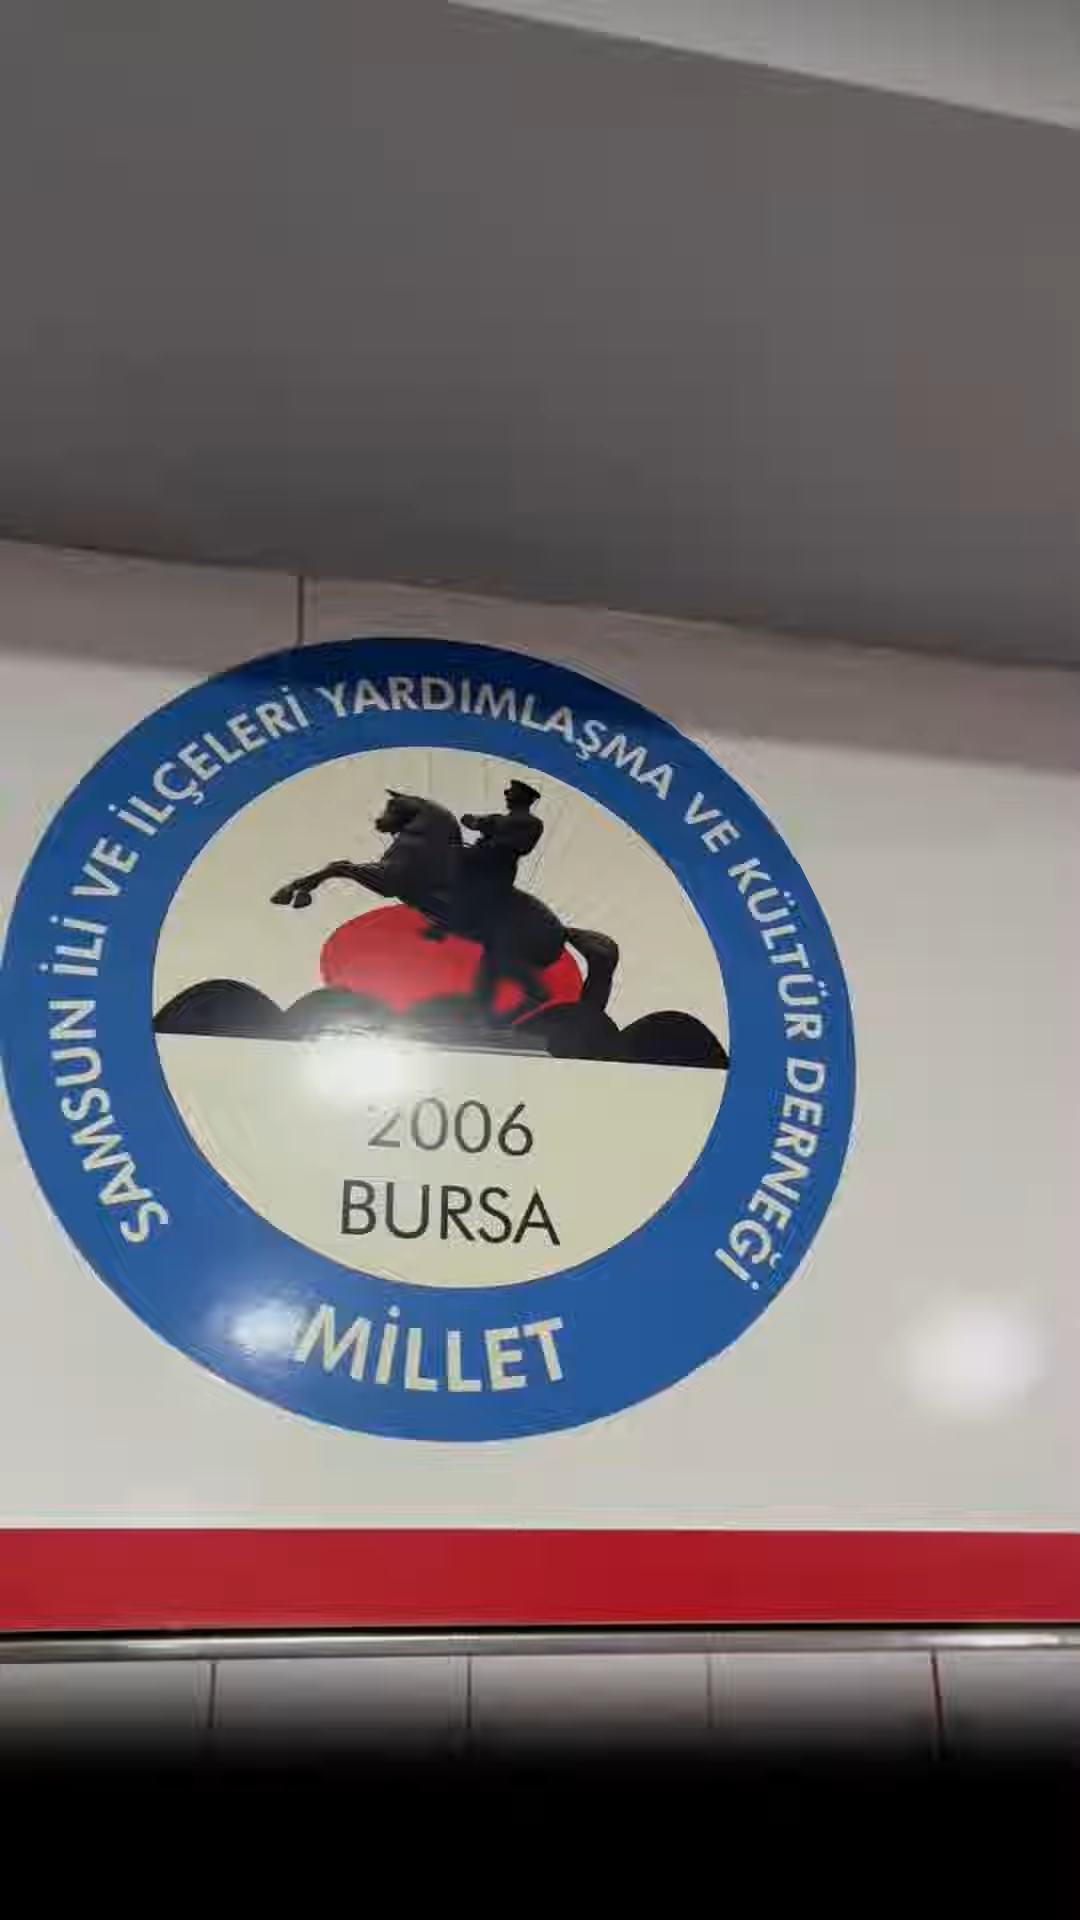 SAMSUN İLİ VE İLÇELERİ YARDIMLAŞMA VE KÜLTÜR DERNEĞİ
2006
BURSA
MİLLET